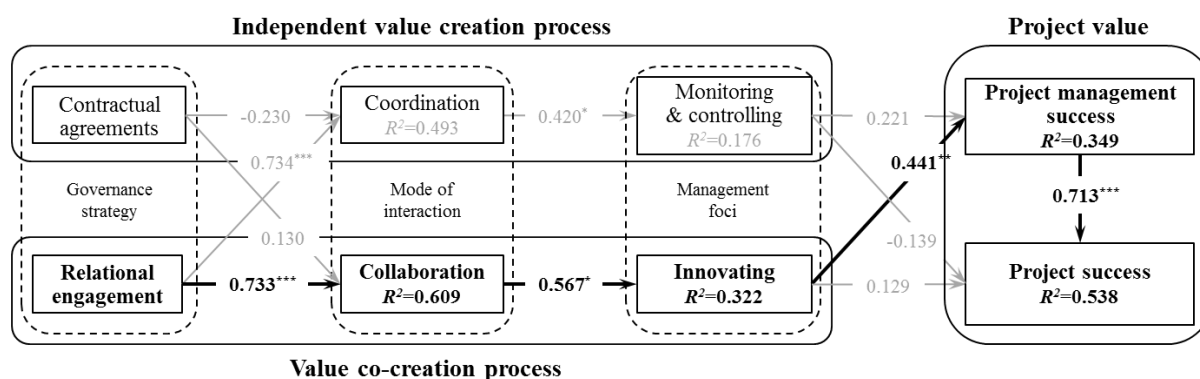 Independent value creation process
Project value
Contractual
agreements
-0.230
Coordination
R²=0.493
0.420*
Monitoring
& controlling
R²=0.176
0.221
Project management
success
R²=0.349
0.734***
0.441**
Governance
strategy
Mode of
interaction
Management
foci
0.713***
0.130
-0.139
Relational
engagement
0.733***
Collaboration
R²=0.609
0.567*
Innovating
R²=0.322
0.129
Project success
R²=0.538
Value co-creation process